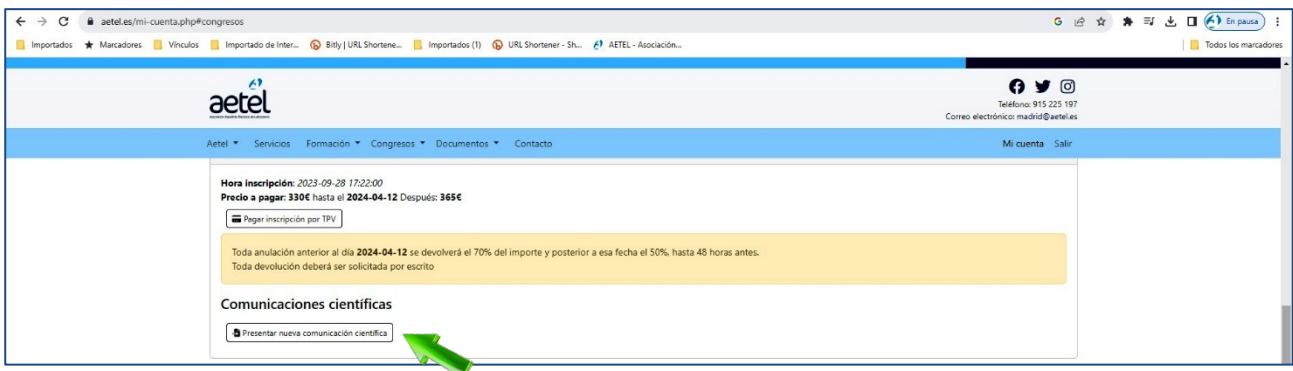 aetel.es/mi-cuenta.php#congresos
En pausa
Importados Marcadores Vínculos Importado de Inter... Bitly | URL Shortene... Importados (1) URL Shortener - Sh... AETEL - Asociación... Todos los marcadores
aetel
Teléfono: 915 225 197
Correo electrónico: madrid@aetel.es
Aetel Servicios Formación Congresos Documentos Contacto Mi cuenta Salir
Hora inscripción: 2023-09-28 17:22:00
Precio a pagar: 330€ hasta el 2024-04-12 Después: 365€
Pagar inscripción por TPV
Toda anulación anterior al día 2024-04-12 se devolverá el 70% del importe y posterior a esa fecha el 50%, hasta 48 horas antes.
Toda devolución deberá ser solicitada por escrito
Comunicaciones científicas
Presentar nueva comunicación científica